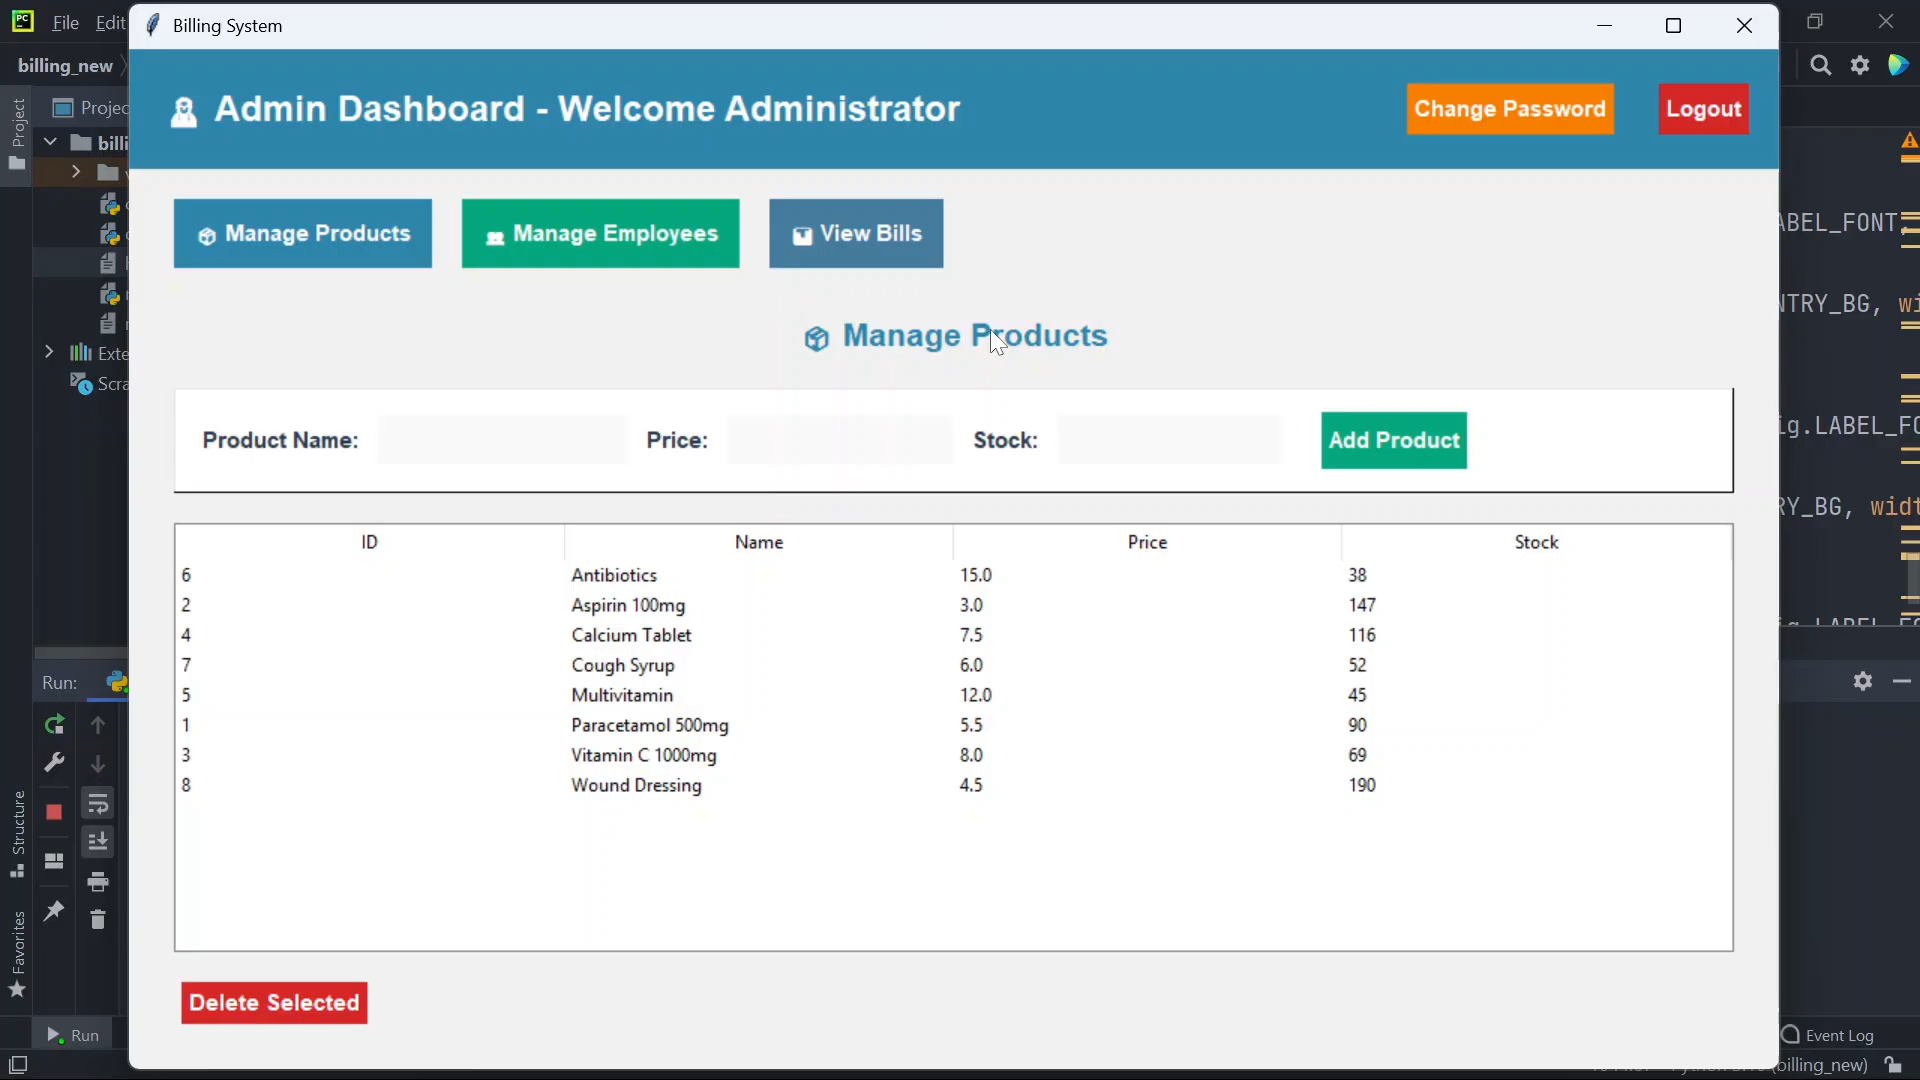 PC File Edit
Billing System
billing_new
Admin Dashboard - Welcome Administrator
Change Password
Logout
Project
Manage Products
Manage Employees
View Bills
Manage Products
Product Name:
Price:
Stock:
Add Product
ID Name Price Stock
6 Antibiotics 15.0 38
2 Aspirin 100mg 3.0 147
4 Calcium Tablet 7.5 116
7 Cough Syrup 6.0 52
5 Multivitamin 12.0 45
1 Paracetamol 500mg 5.5 90
3 Vitamin C 1000mg 8.0 69
8 Wound Dressing 4.5 190
Delete Selected
Run:
Structure
Favorites
Run
Event Log
(billing_new)